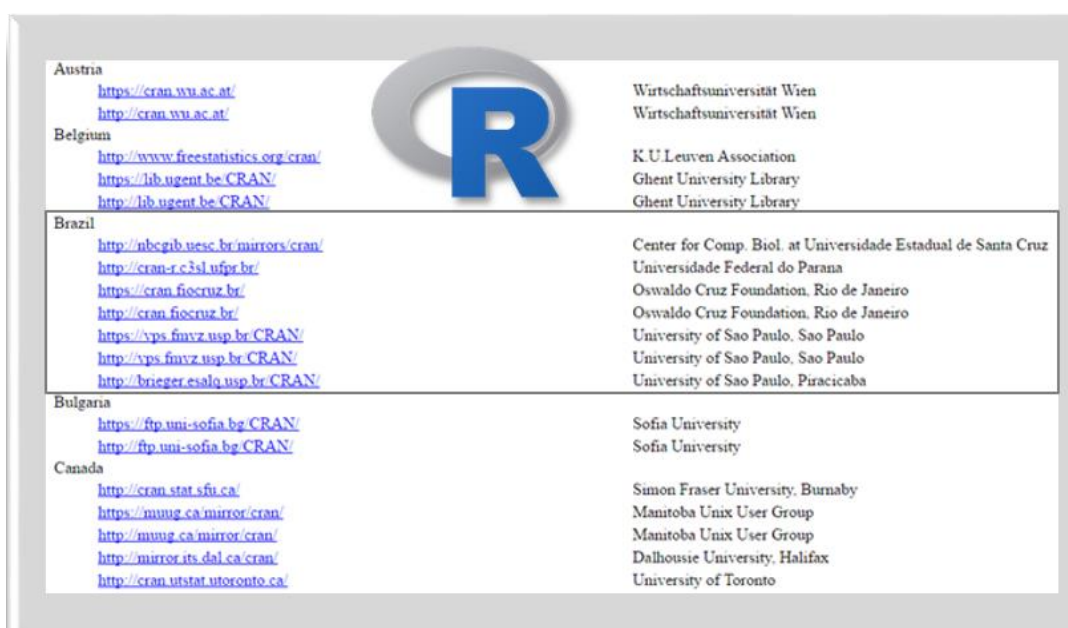 Austria
https://cran.wu.ac.at/ Wirtschaftsuniversität Wien
http://cran.wu.ac.at/ Wirtschaftsuniversität Wien
Belgium
http://www.freestatistics.org/cran/ K.U.Leuven Association
https://lib.ugent.be/CRAN/ Ghent University Library
http://lib.ugent.be/CRAN/ Ghent University Library
R
Brazil
http://nbcgib.uesc.br/mirrors/cran/ Center for Comp. Biol. at Universidade Estadual de Santa Cruz
http://cran-r.c3sl.ufpr.br/ Universidade Federal do Parana
https://cran.fiocruz.br/ Oswaldo Cruz Foundation, Rio de Janeiro
http://cran.fiocruz.br/ Oswaldo Cruz Foundation, Rio de Janeiro
https://vps.fmvz.usp.br/CRAN/ University of Sao Paulo, Sao Paulo
http://vps.fmvz.usp.br/CRAN/ University of Sao Paulo, Sao Paulo
http://brieger.esalq.usp.br/CRAN/ University of Sao Paulo, Piracicaba
Bulgaria
https://ftp.uni-sofia.bg/CRAN/ Sofia University
http://ftp.uni-sofia.bg/CRAN/ Sofia University
Canada
http://cran.stat.sfu.ca/ Simon Fraser University, Burnaby
https://muug.ca/mirror/cran/ Manitoba Unix User Group
http://muug.ca/mirror/cran/ Manitoba Unix User Group
http://mirror.its.dal.ca/cran/ Dalhousie University, Halifax
http://cran.utstat.utoronto.ca/ University of Toronto